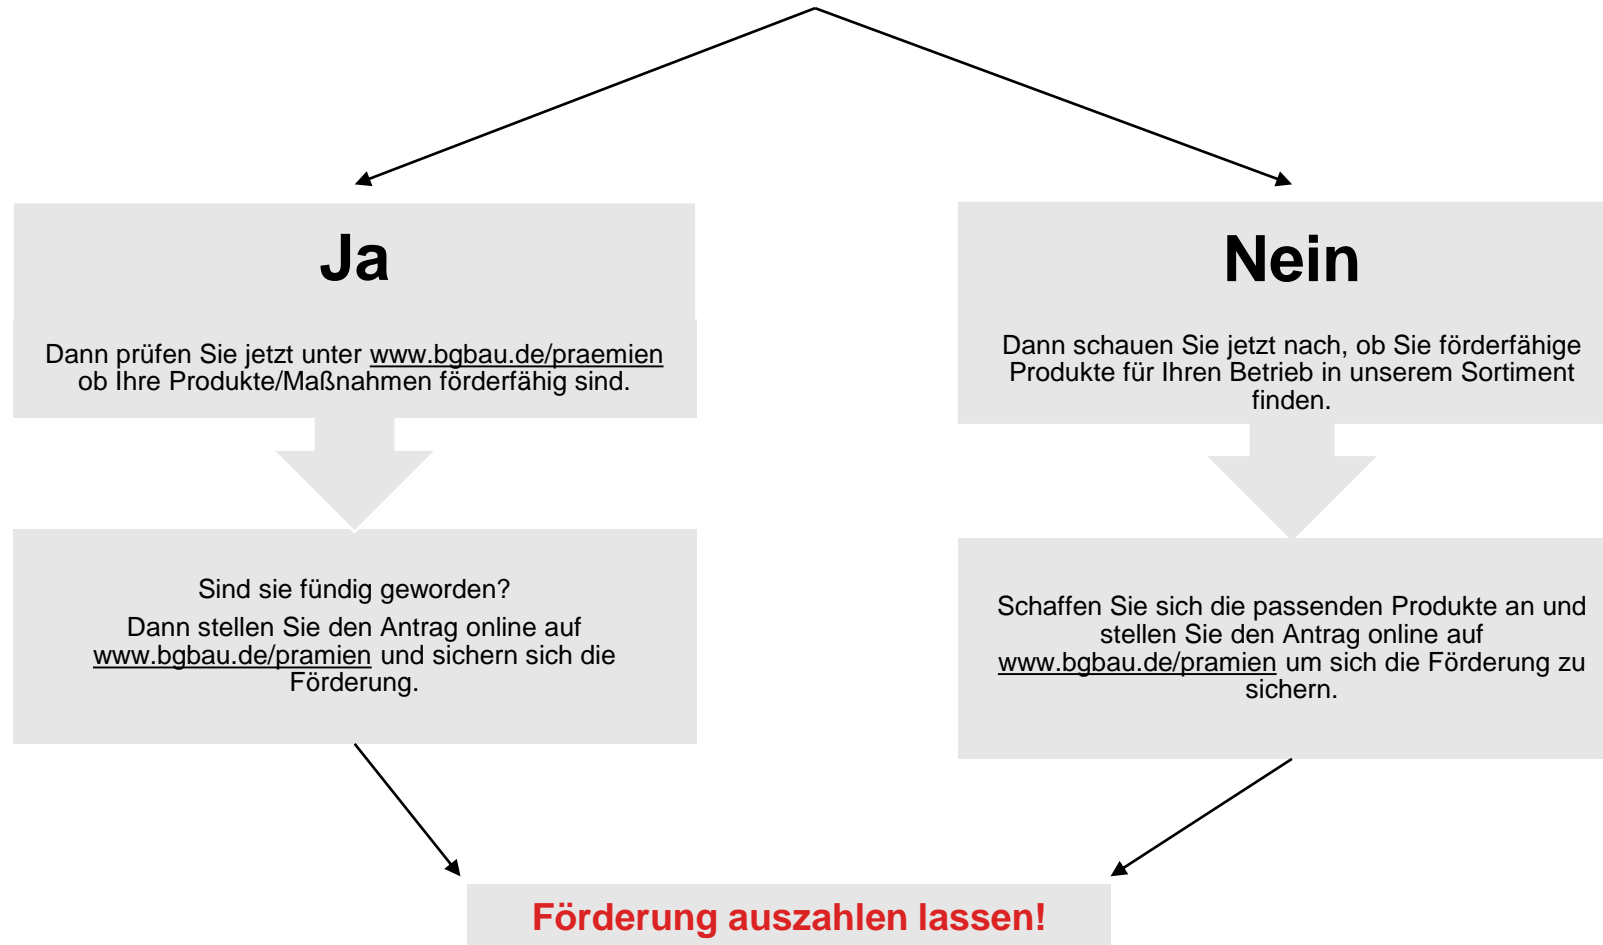 Ja
Dann prüfen Sie jetzt unter www.bgbau.de/praemien
ob Ihre Produkte/Maßnahmen förderfähig sind.
Sind sie fündig geworden?
Dann stellen Sie den Antrag online auf
www.bgbau.de/pramien und sichern sich die
Förderung.
Nein
Dann schauen Sie jetzt nach, ob Sie förderfähige
Produkte für Ihren Betrieb in unserem Sortiment
finden.
Schaffen Sie sich die passenden Produkte an und
stellen Sie den Antrag online auf
www.bgbau.de/pramien um sich die Förderung zu
sichern.
Förderung auszahlen lassen!